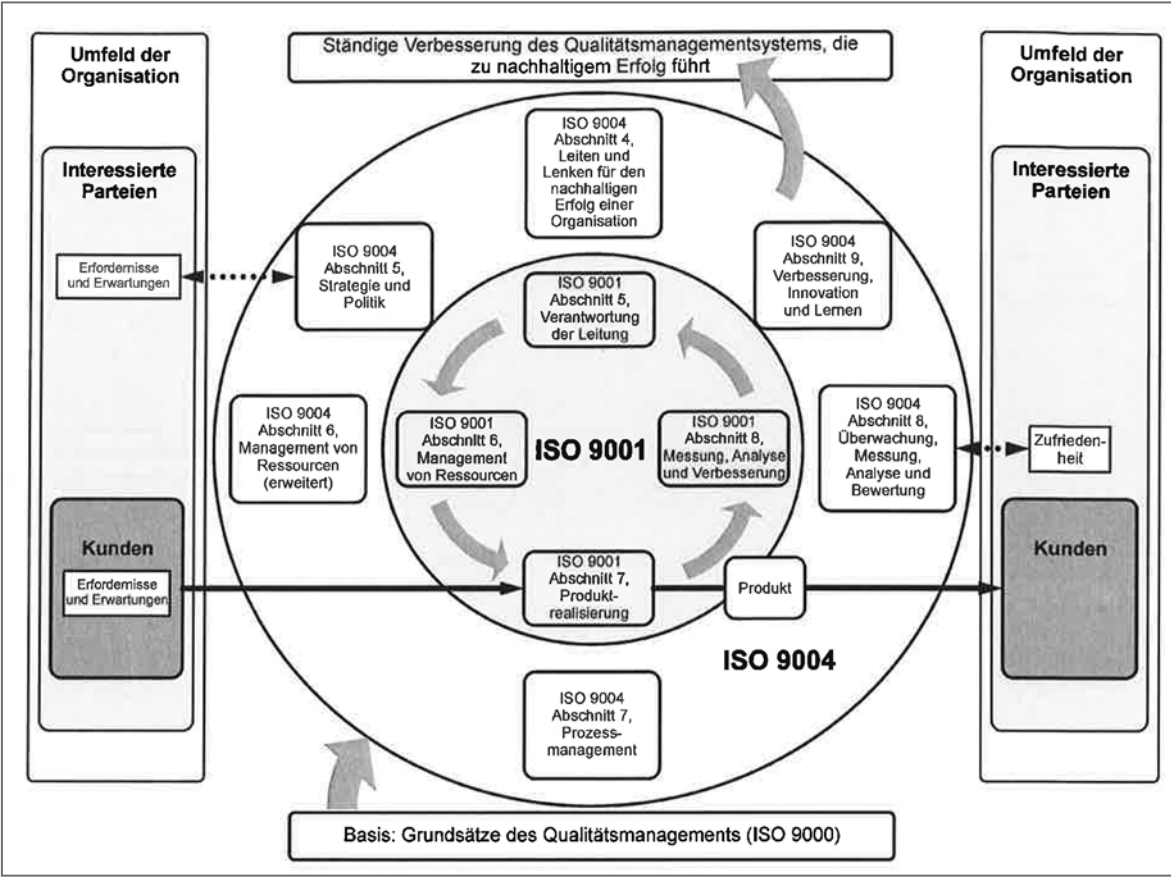 Umfeld der
Organisation
Interessierte
Parteien
Erfordernisse
und Erwartungen
Kunden
Erfordernisse
und Erwartungen
Ständige Verbesserung des Qualitätsmanagementsystems, die
zu nachhaltigem Erfolg führt
ISO 9004
Abschnitt 4,
Leiten und
Lenken für den
nachhaltigen
Erfolg einer
Organisation
ISO 9004
Abschnitt 5,
Strategie und
Politik
ISO 9004
Abschnitt 9,
Verbesserung,
Innovation
und Lernen
ISO 9001
Abschnitt 5,
Verantwortung
der Leitung
ISO 9004
Abschnitt 6,
Management von
Ressourcen
(erweitert)
ISO 9001
Abschnitt 6,
Management
von Ressourcen
ISO 9001
ISO 9001
Abschnitt 8,
Messung, Analyse
und Verbesserung
ISO 9004
Abschnitt 8,
Überwachung,
Messung,
Analyse und
Bewertung
ISO 9001
Abschnitt 7,
Produkt-
realisierung
Produkt
ISO 9004
ISO 9004
Abschnitt 7,
Prozess-
management
Basis: Grundsätze des Qualitätsmanagements (ISO 9000)
Umfeld der
Organisation
Interessierte
Parteien
Zufrieden-
heit
Kunden